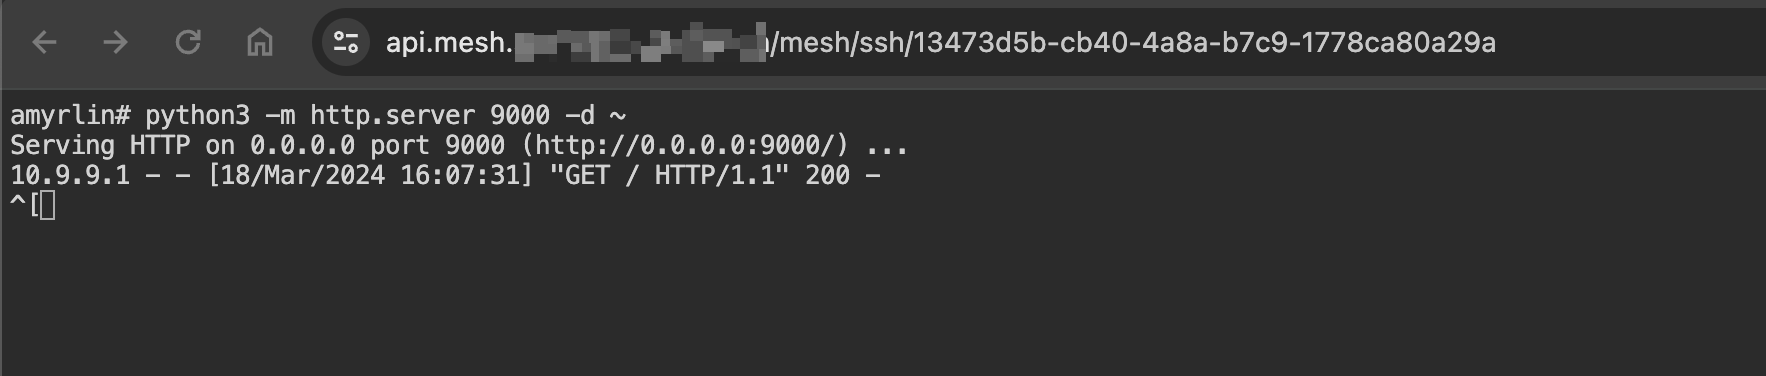 api.mesh./mesh/ssh/13473d5b-cb40-4a8a-b7c9-1778ca80a29a
amyrlin# python3 -m http.server 9000 -d ~
Serving HTTP on 0.0.0.0 port 9000 (http://0.0.0.0:9000/) ...
10.9.9.1 - - [18/Mar/2024 16:07:31] "GET / HTTP/1.1" 200 -
^[